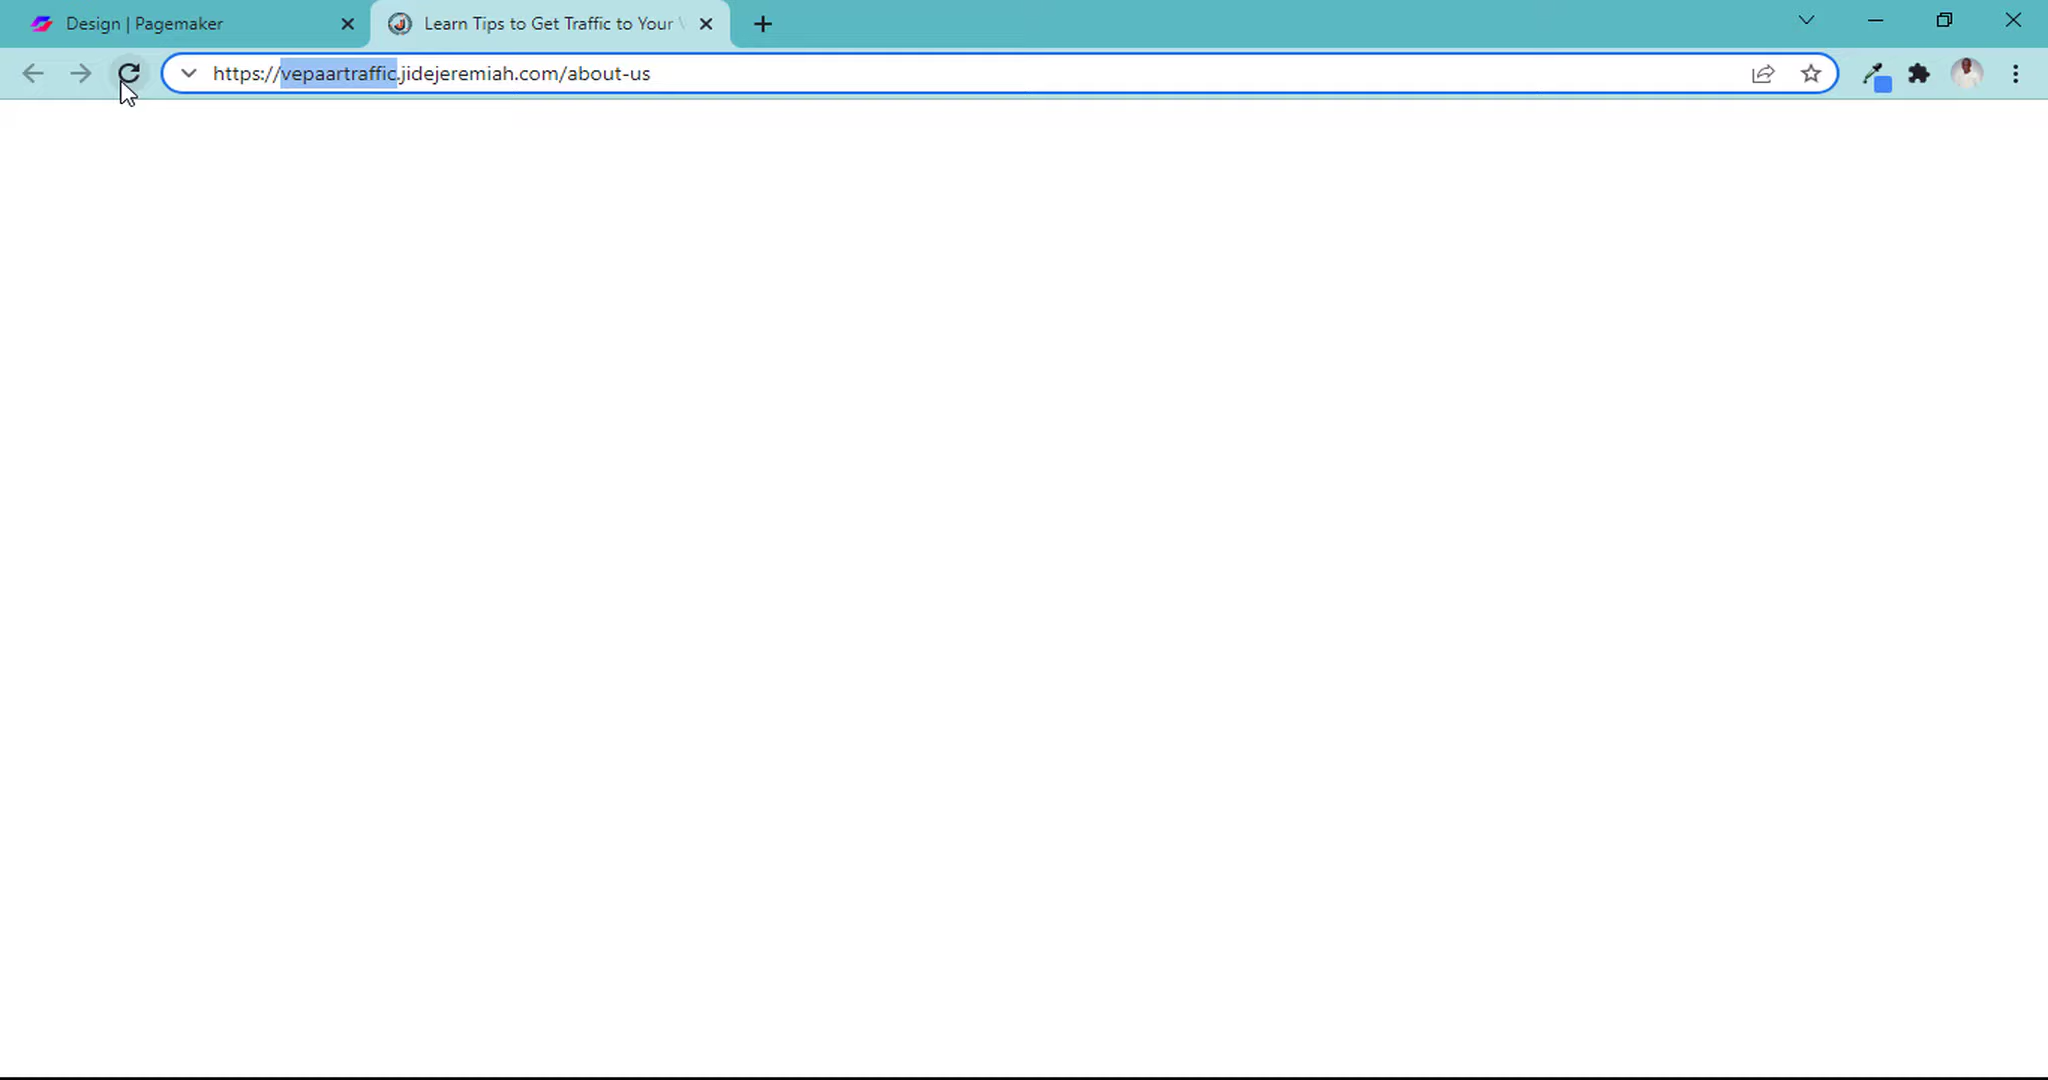 Design | Pagemaker
Learn Tips to Get Traffic to Your
https://vepaartraffic.jidejeremiah.com/about-us